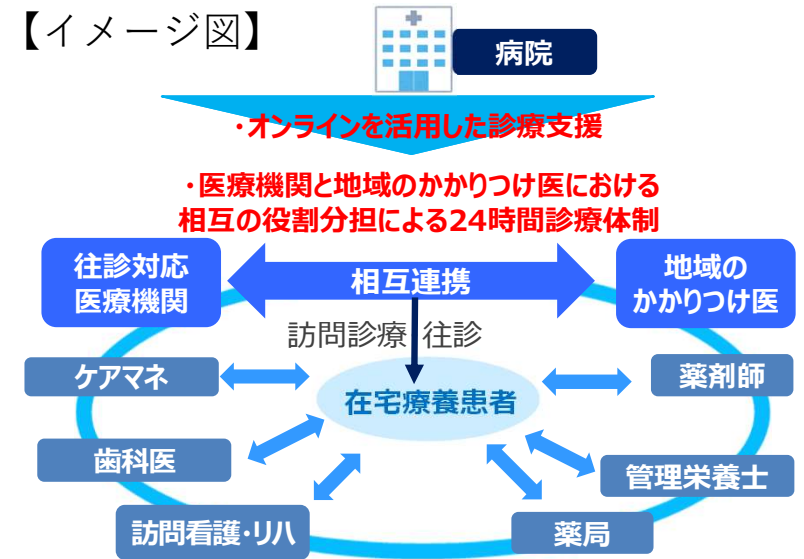 【イメージ図】
病院
・オンラインを活用した診療支援
・医療機関と地域のかかりつけ医における
相互の役割分担による24時間診療体制
往診対応
医療機関
相互連携
地域の
かかりつけ医
訪問診療 往診
ケアマネ
在宅療養患者
薬剤師
歯科医
管理栄養士
訪問看護・リハ
薬局